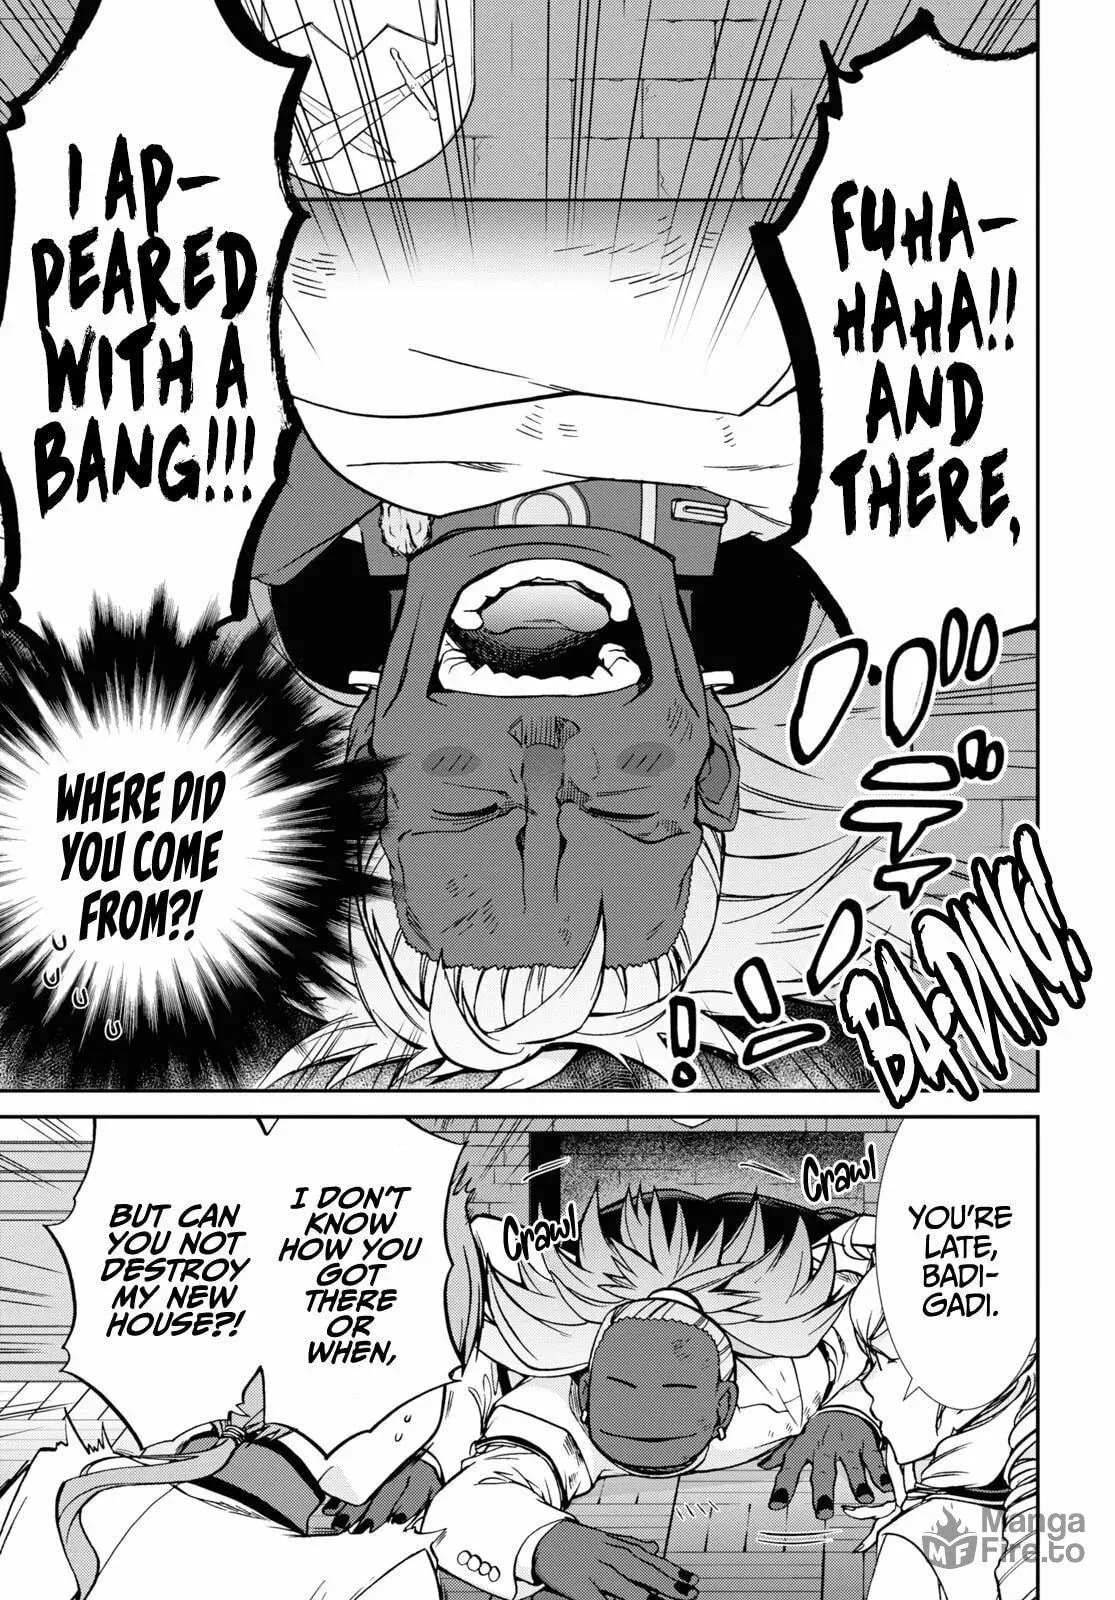 FUHA-
HAHA!!
AND
THERE,
I AP-
PEARED
WITH A
BANG!!!
BA-DING!
WHERE DID
YOU COME
FROM?!
YOU'RE
LATE,
BADI-
GADI.
Crawl
Crawl
I DON'T
KNOW
HOW YOU
GOT
THERE
OR
WHEN,
BUT CAN
YOU NOT
DESTROY
MY NEW
HOUSE?!
MF
Manga
Fire.to